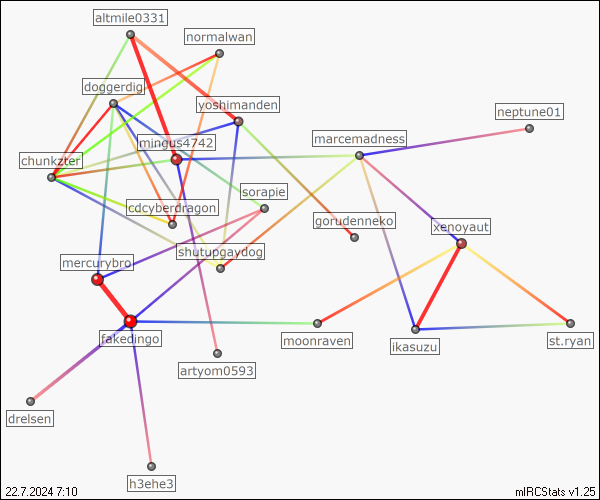 altmile0331
normalwan
doggerdig
yoshimanden
neptune01
mingus4742
marcemadness
chunkzter
sorapie
cdcyberdragon
gorudenneko
xenoyaut
shutupgaydog
mercurybro
fakedingo
moonraven
ikasuzu
st.ryan
artyom0593
drelsen
h3ehe3
22.7.2024 7:10
mIRCStats v1.25